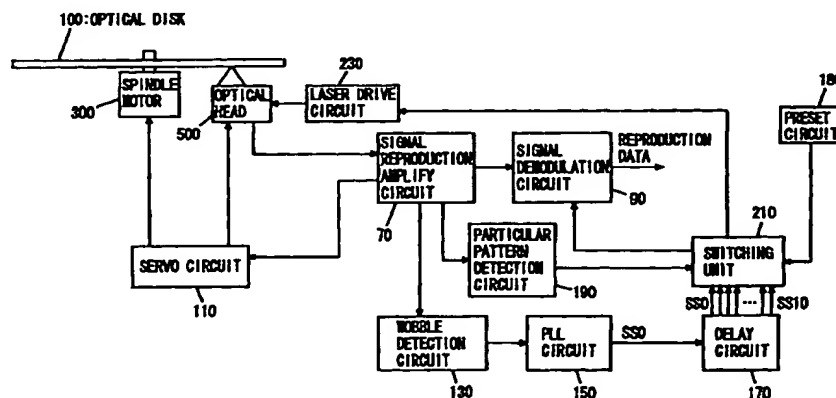 100:OPTICAL DISK
SPINDLE
MOTOR
300
OPTICAL
HEAD
500
230
LASER DRIVE
CIRCUIT
180
PRESET
CIRCUIT
SIGNAL
REPRODUCTION
AMPLIFY
CIRCUIT
70
SIGNAL
DEMODULATION
CIRCUIT
90
REPRODUCTION
DATA
210
SWITCHING
UNIT
PARTICULAR
PATTERN
DETECTION
CIRCUIT
190
SERVO CIRCUIT
110
SS0
...
SS10
WOBBLE
DETECTION
CIRCUIT
130
PLL
CIRCUIT
150
SS0
DELAY
CIRCUIT
170